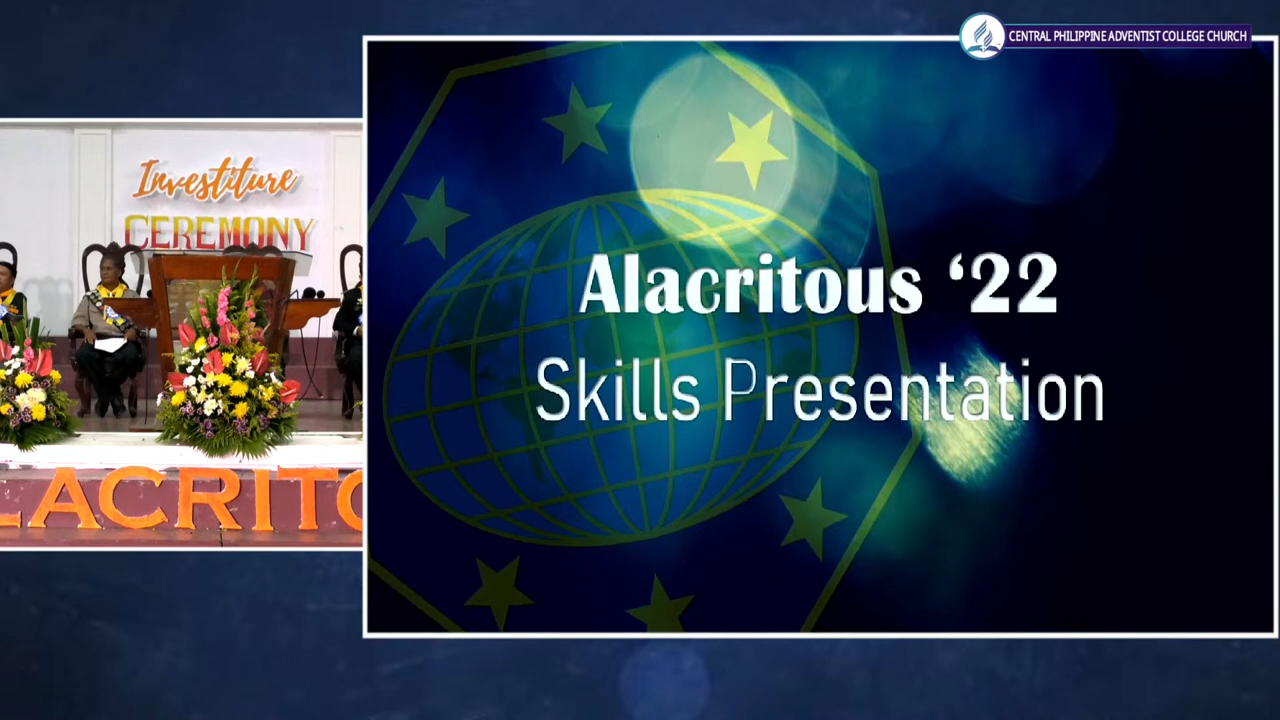 CENTRAL PHILIPPINE ADVENTIST COLLEGE CHURCH
Investiture
CEREMONY
Alacritous ‘22
Skills Presentation
LACRITO